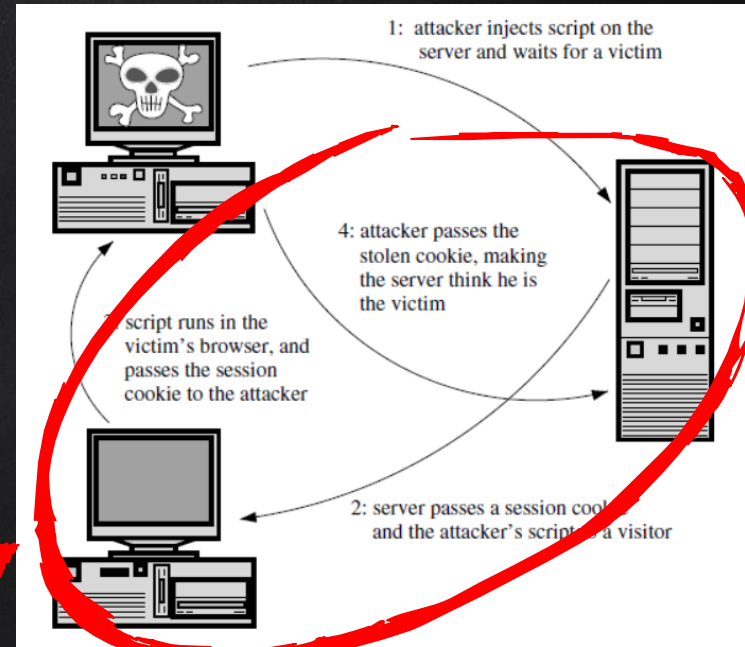 1: attacker injects script on the
server and waits for a victim
4: attacker passes the
stolen cookie, making
the server think he is
the victim
script runs in the
victim's browser, and
passes the session
cookie to the attacker
2: server passes a session
and the attacker's script a visitor